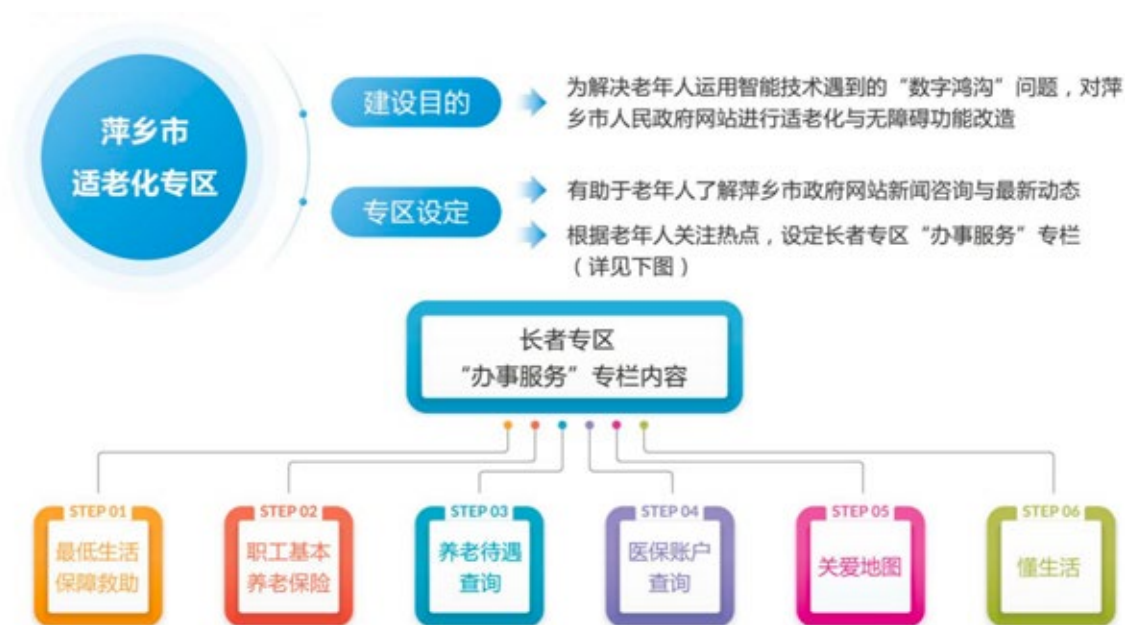 萍乡市
适老化专区
建设目的
为解决老年人运用智能技术遇到的“数字鸿沟”问题，对萍
乡市人民政府网站进行适老化与无障碍功能改造
专区设定
有助于老年人了解萍乡市政府网站新闻咨询与最新动态
根据老年人关注热点，设定长者专区“办事服务”专栏
（详见下图）
长者专区
“办事服务”专栏内容
STEP 01
最低生活
保障救助
STEP 02
职工基本
养老保险
STEP 03
养老待遇
查询
STEP 04
医保账户
查询
STEP 05
关爱地图
STEP 06
懂生活